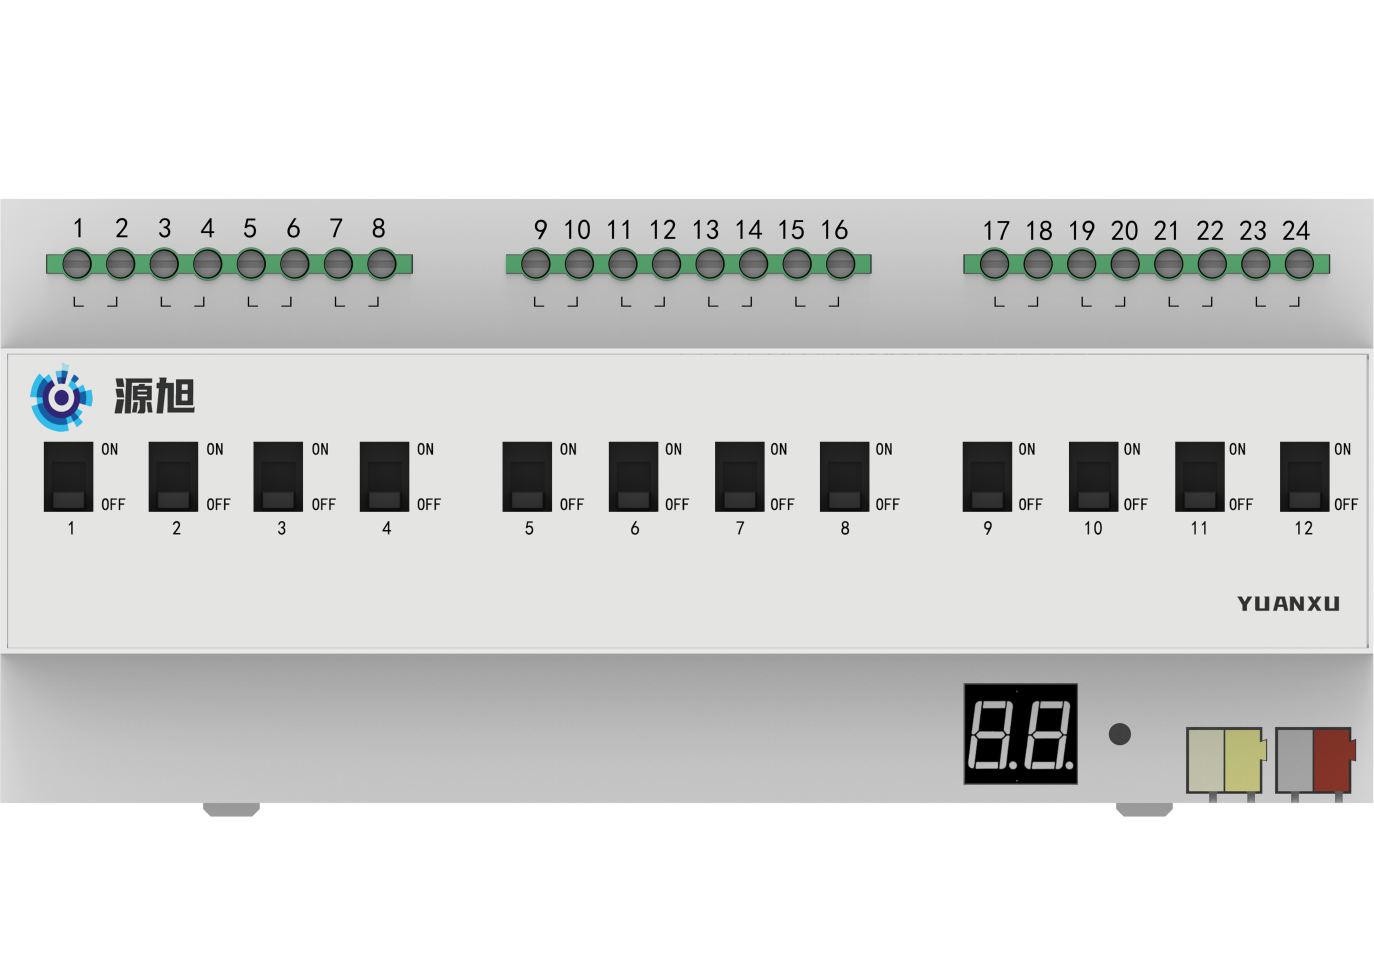 1 2 3 4 5 6 7 8 9 10 11 12 13 14 15 16 17 18 19 20 21 22 23 24
源旭
ON ON ON ON ON ON ON ON ON ON ON ON
OFF OFF OFF OFF OFF OFF OFF OFF OFF OFF OFF OFF
1 2 3 4 5 6 7 8 9 10 11 12
YUANXU
8.8.